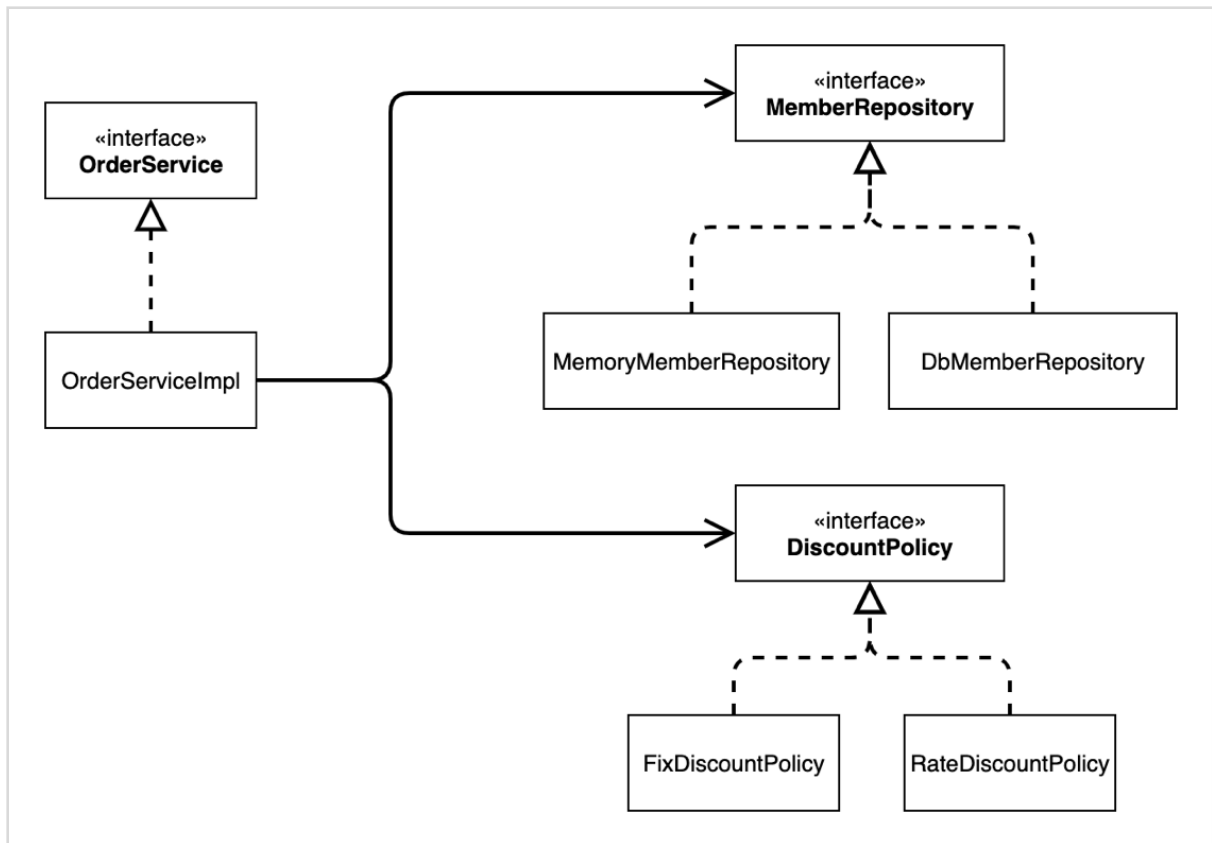 «interface»
OrderService
OrderServiceImpl
«interface»
MemberRepository
MemoryMemberRepository
DbMemberRepository
«interface»
DiscountPolicy
FixDiscountPolicy
RateDiscountPolicy